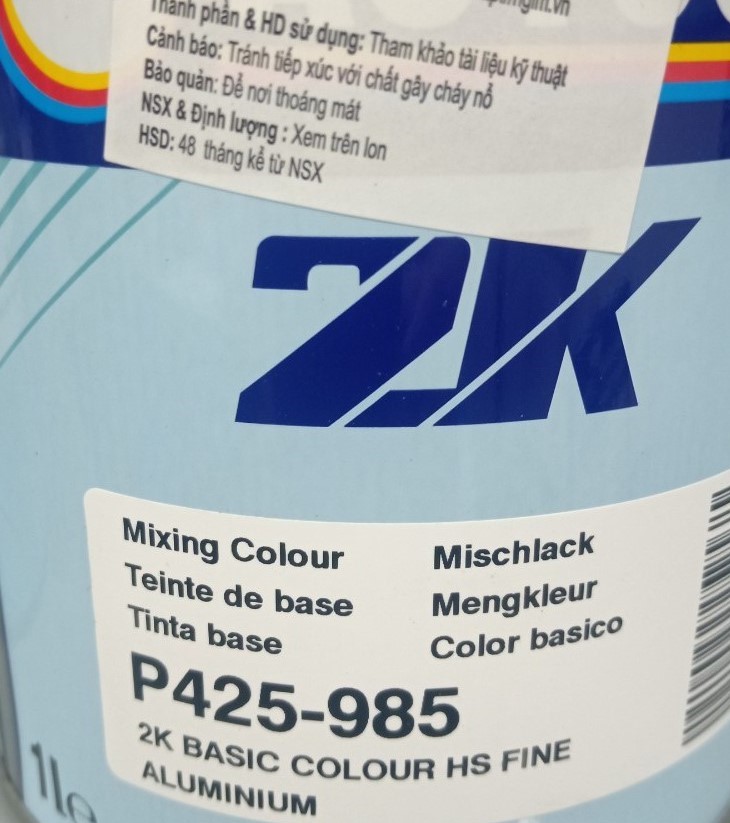 Thành phần & HD sử dụng: Tham khảo tài liệu kỹ thuật
Cảnh báo: Tránh tiếp xúc với chất gây cháy nổ
Bảo quản: Để nơi thoáng mát
NSX & Định lượng : Xem trên lon
HSD: 48 tháng kể từ NSX
2K
Mixing Colour
Teinte de base
Tinta base
Mischlack
Mengkleur
Color basico
P425-985
2K BASIC COLOUR HS FINE
ALUMINIUM
1le